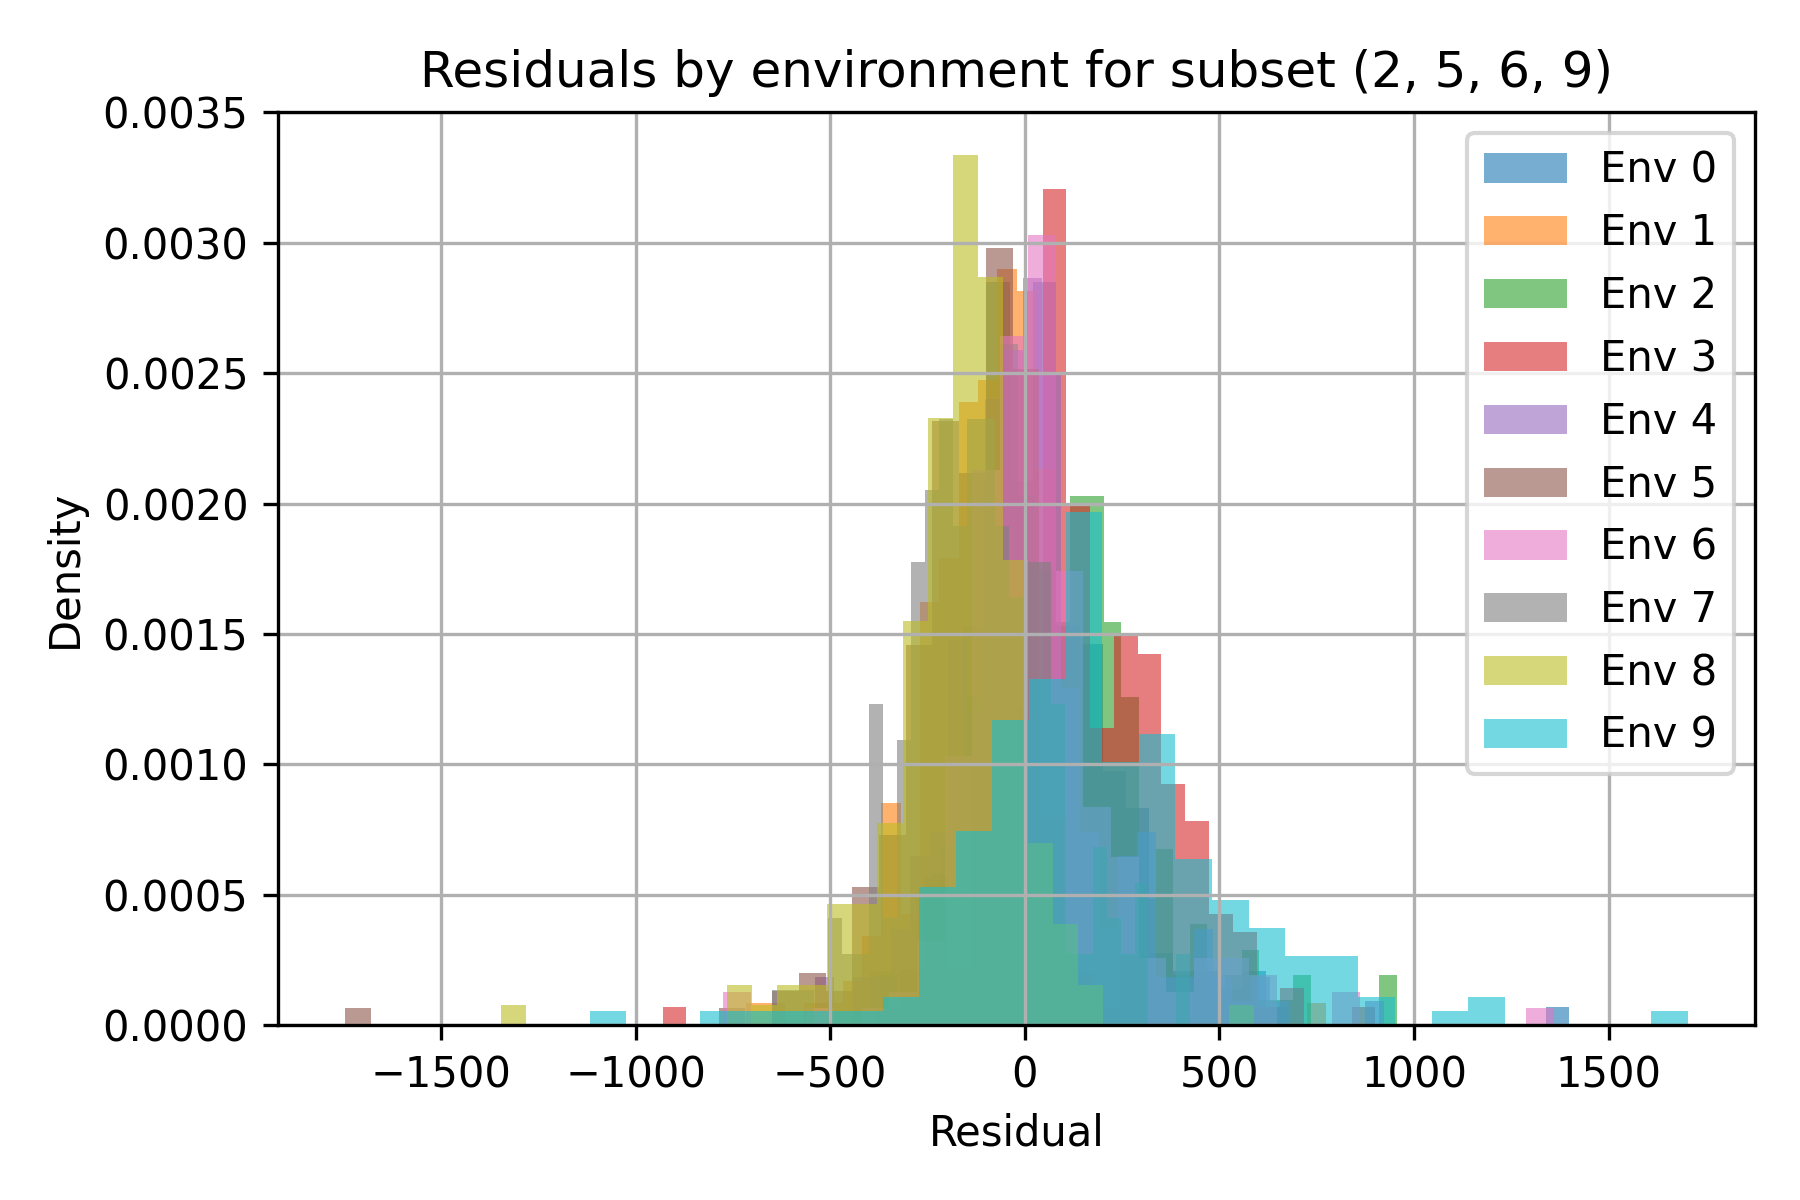 Residuals by environment for subset (2, 5, 6, 9)
0.0035
0.0030
0.0025
0.0020
0.0015
0.0010
0.0005
0.0000
Density
−1500
−1000
−500
0
500
1000
1500
Residual
Env 0
Env 1
Env 2
Env 3
Env 4
Env 5
Env 6
Env 7
Env 8
Env 9